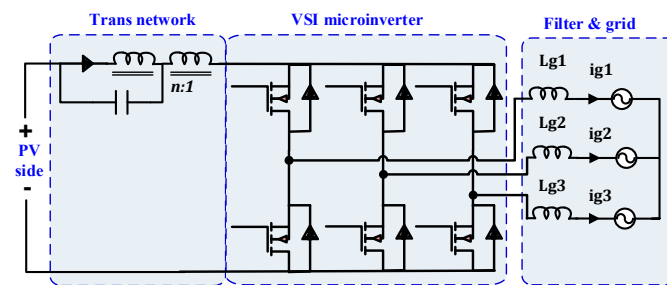 Trans network
VSI microinverter
Filter & grid
n:1
+
PV
side
-
Lg1
ig1
Lg2
ig2
Lg3
ig3